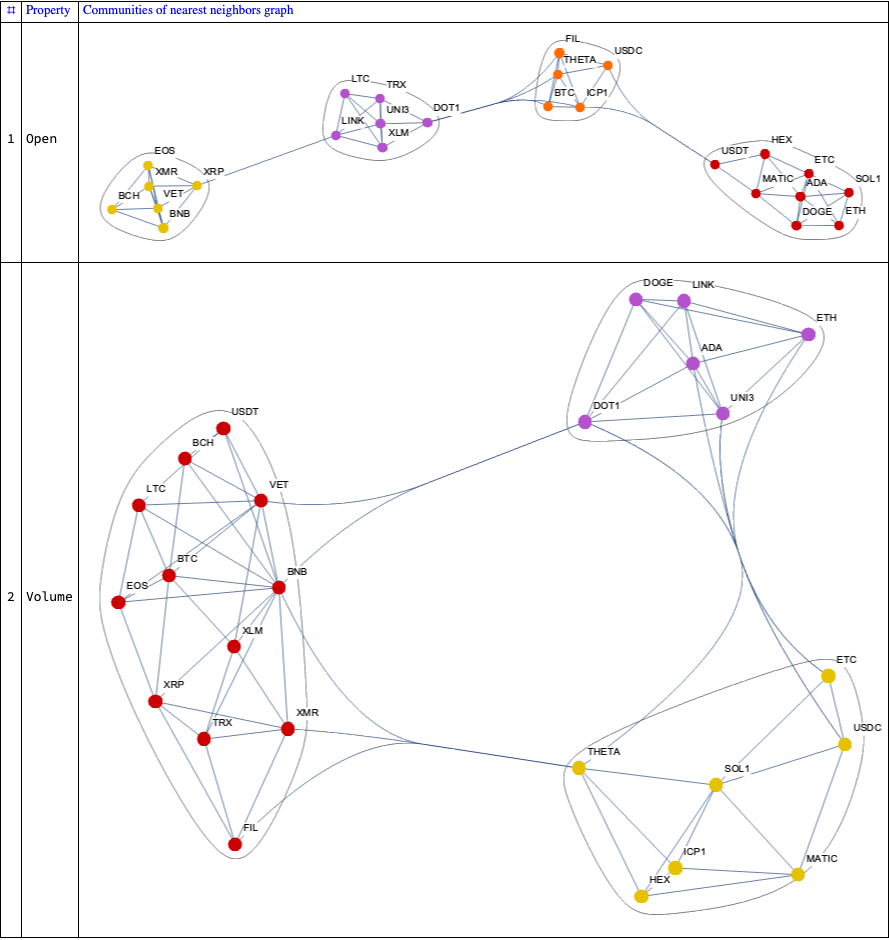 # Property Communities of nearest neighbors graph
FIL
USDC
THETA
LTC
TRX
BTC
ICP1
UNI3
DOT1
LINK
XLM
1 Open
HEX
USDT
EOS
ETC
XMR
XRP
MATIC
ADA
SOL1
BCH
VET
BNB
DOGE
ETH
DOGE
LINK
ETH
ADA
UNI3
DOT1
USDT
BCH
VET
LTC
BTC
BNB
EOS
2 Volume
XLM
ETC
XRP
XMR
TRX
USDC
THETA
SOL1
FIL
ICP1
MATIC
HEX